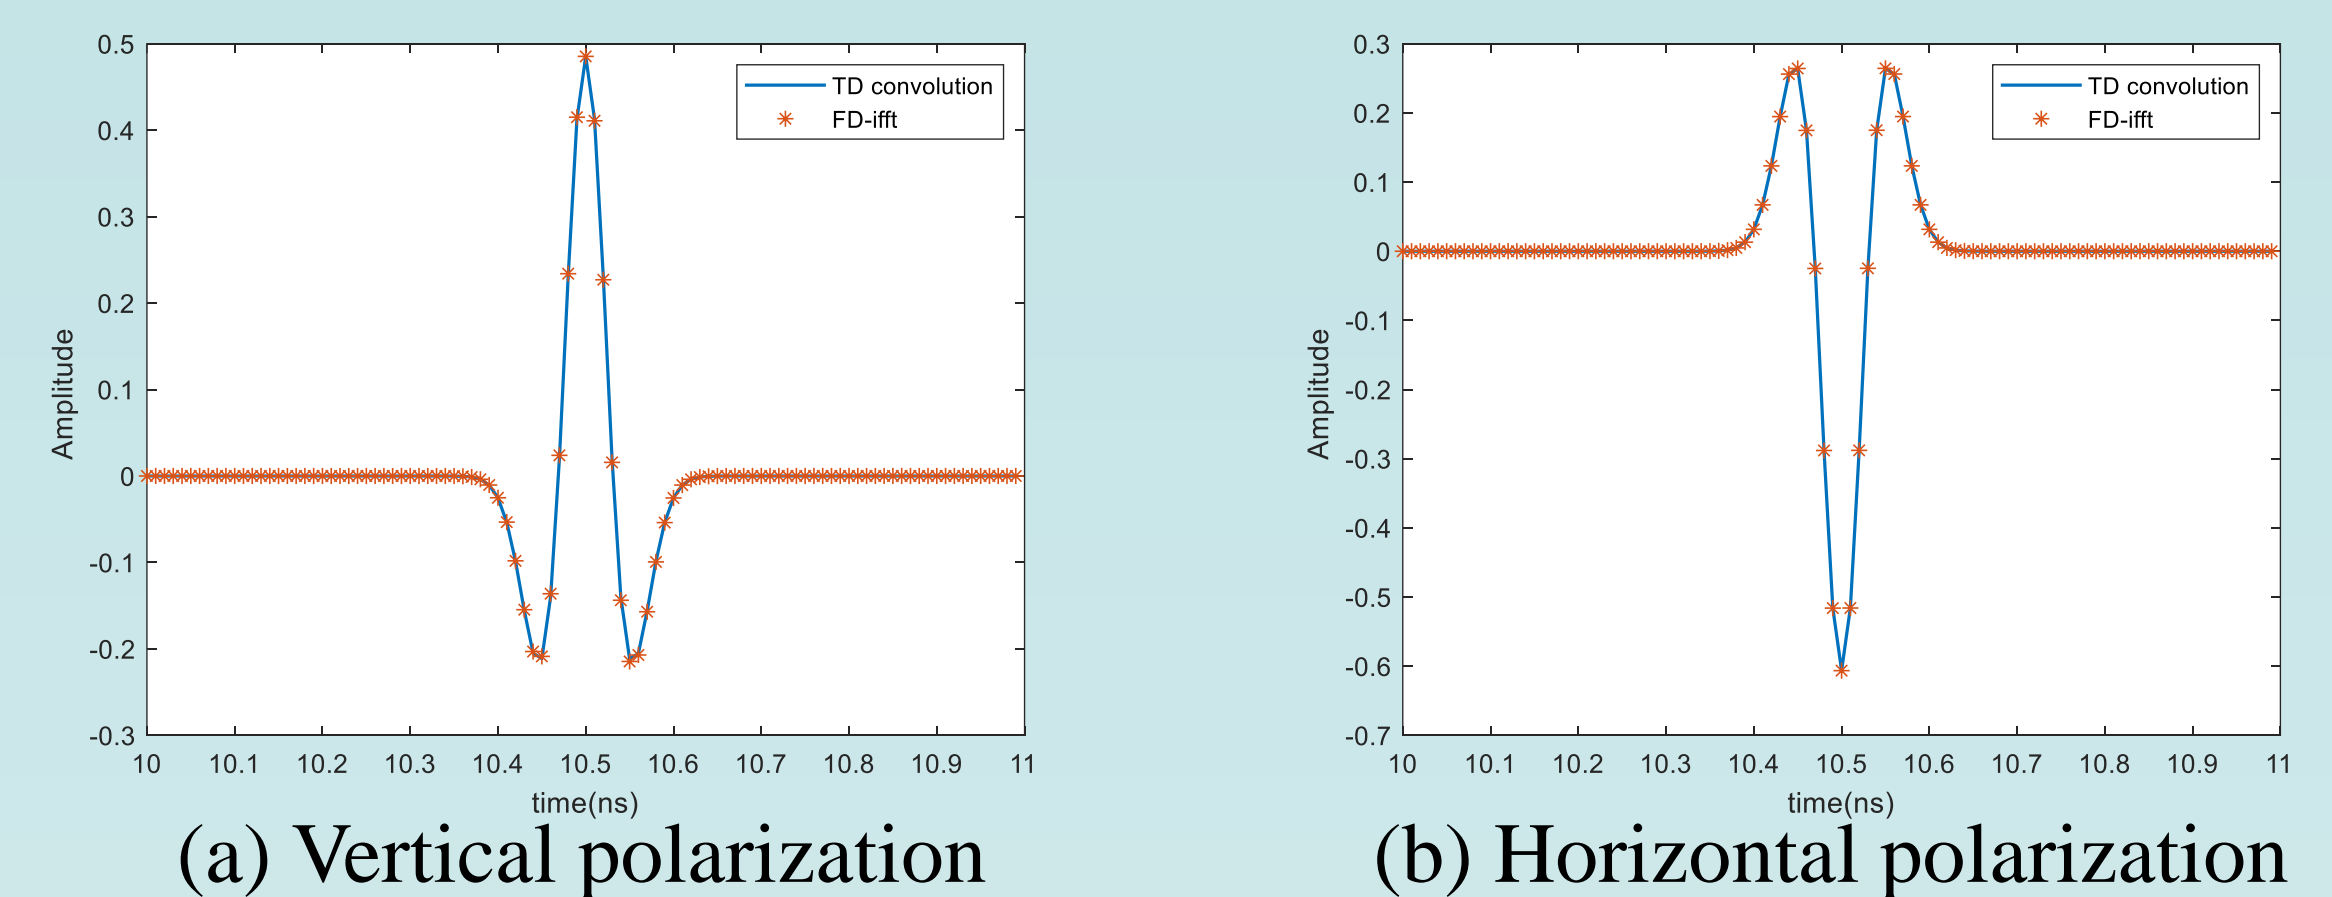 0.5
0.4
0.3
0.2
0.1
0
-0.1
-0.2
-0.3
Amplitude
TD convolution
FD-ifft
10 10.1 10.2 10.3 10.4 10.5 10.6 10.7 10.8 10.9 11
time(ns)
(a) Vertical polarization
0.3
0.2
0.1
0
-0.1
-0.2
-0.3
-0.4
-0.5
-0.6
-0.7
Amplitude
TD convolution
FD-ifft
10 10.1 10.2 10.3 10.4 10.5 10.6 10.7 10.8 10.9 11
time(ns)
(b) Horizontal polarization